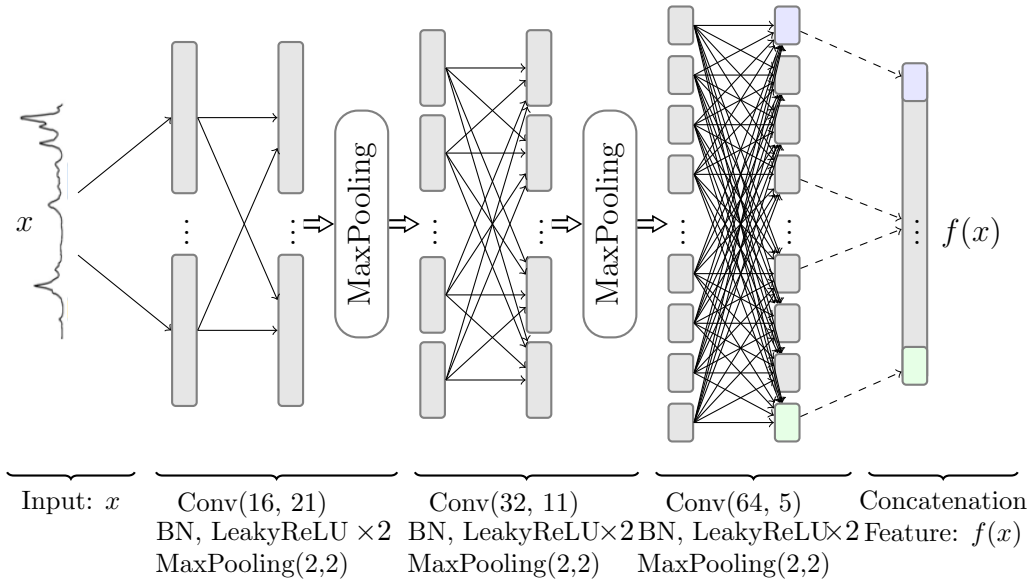 x
MaxPooling
MaxPooling
f(x)
Input: x
Conv(16, 21)
BN, LeakyReLU ×2
MaxPooling(2,2)
Conv(32, 11)
BN, LeakyReLU×2
MaxPooling(2,2)
Conv(64, 5)
BN, LeakyReLU×2
MaxPooling(2,2)
Concatenation
Feature: f(x)